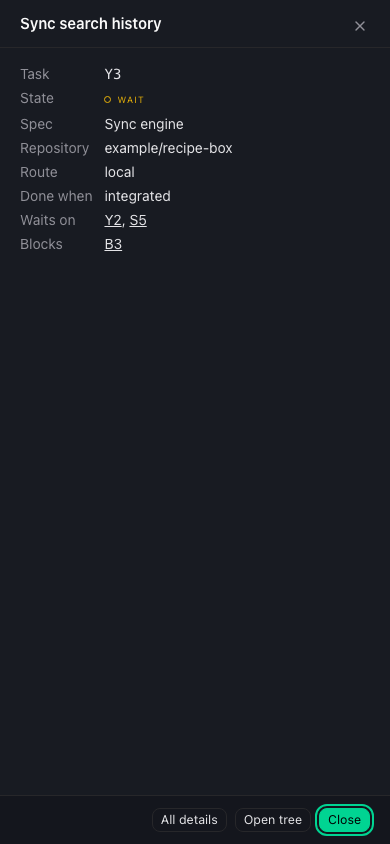 Sync search history
Task Y3
State WAIT
Spec Sync engine
Repository example/recipe-box
Route local
Done when integrated
Waits on Y2, S5
Blocks B3
All details Open tree Close